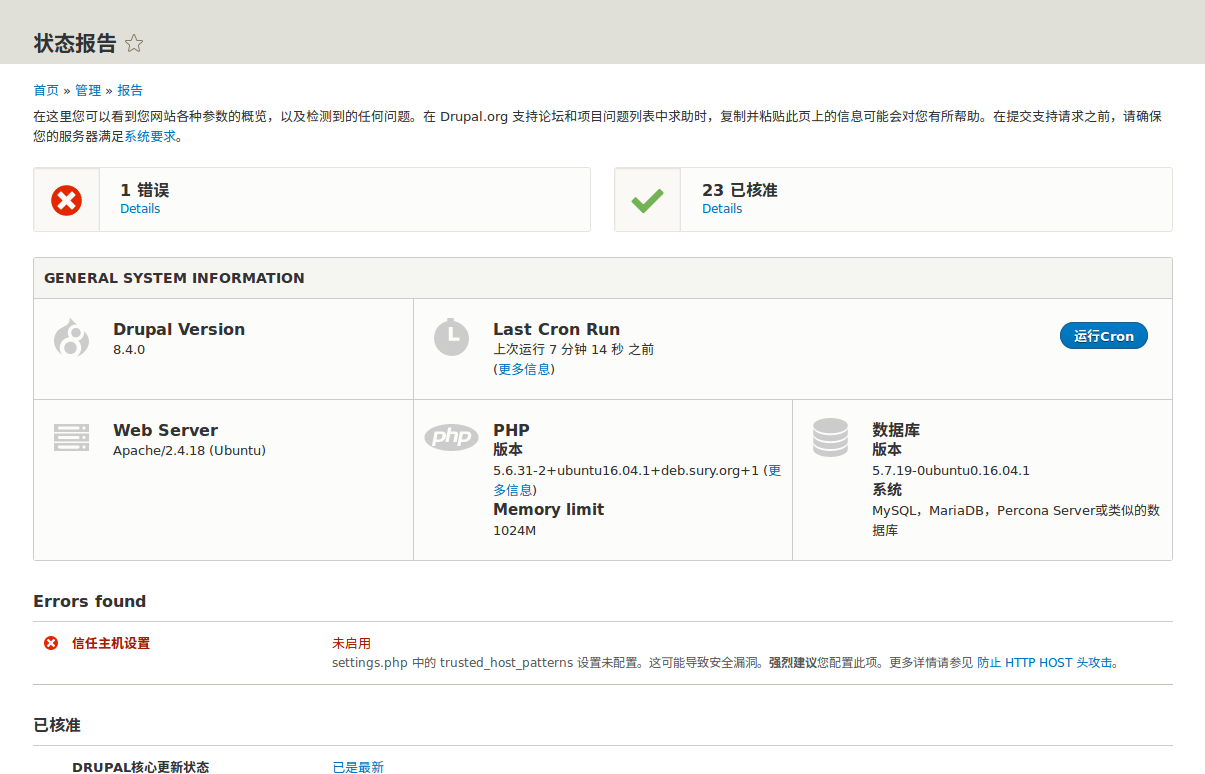 状态报告
首页 » 管理 » 报告
在这里您可以看到您网站各种参数的概览，以及检测到的任何问题。在 Drupal.org 支持论坛和项目问题列表中求助时，复制并粘贴此页上的信息可能会对您有所帮助。在提交支持请求之前，请确保
您的服务器满足系统要求。
1 错误
Details
23 已核准
Details
GENERAL SYSTEM INFORMATION
Drupal Version
8.4.0
Last Cron Run
上次运行 7 分钟 14 秒 之前
(更多信息)
运行Cron
Web Server
Apache/2.4.18 (Ubuntu)
php
PHP
版本
5.6.31-2+ubuntu16.04.1+deb.sury.org+1 (更
多信息)
Memory limit
1024M
数据库
版本
5.7.19-0ubuntu0.16.04.1
系统
MySQL，MariaDB，Percona Server或类似的数
据库
Errors found
信任主机设置
未启用
settings.php 中的 trusted_host_patterns 设置未配置。这可能导致安全漏洞。强烈建议您配置此项。更多详情请参见 防止 HTTP HOST 头攻击。
已核准
DRUPAL核心更新状态
已是最新